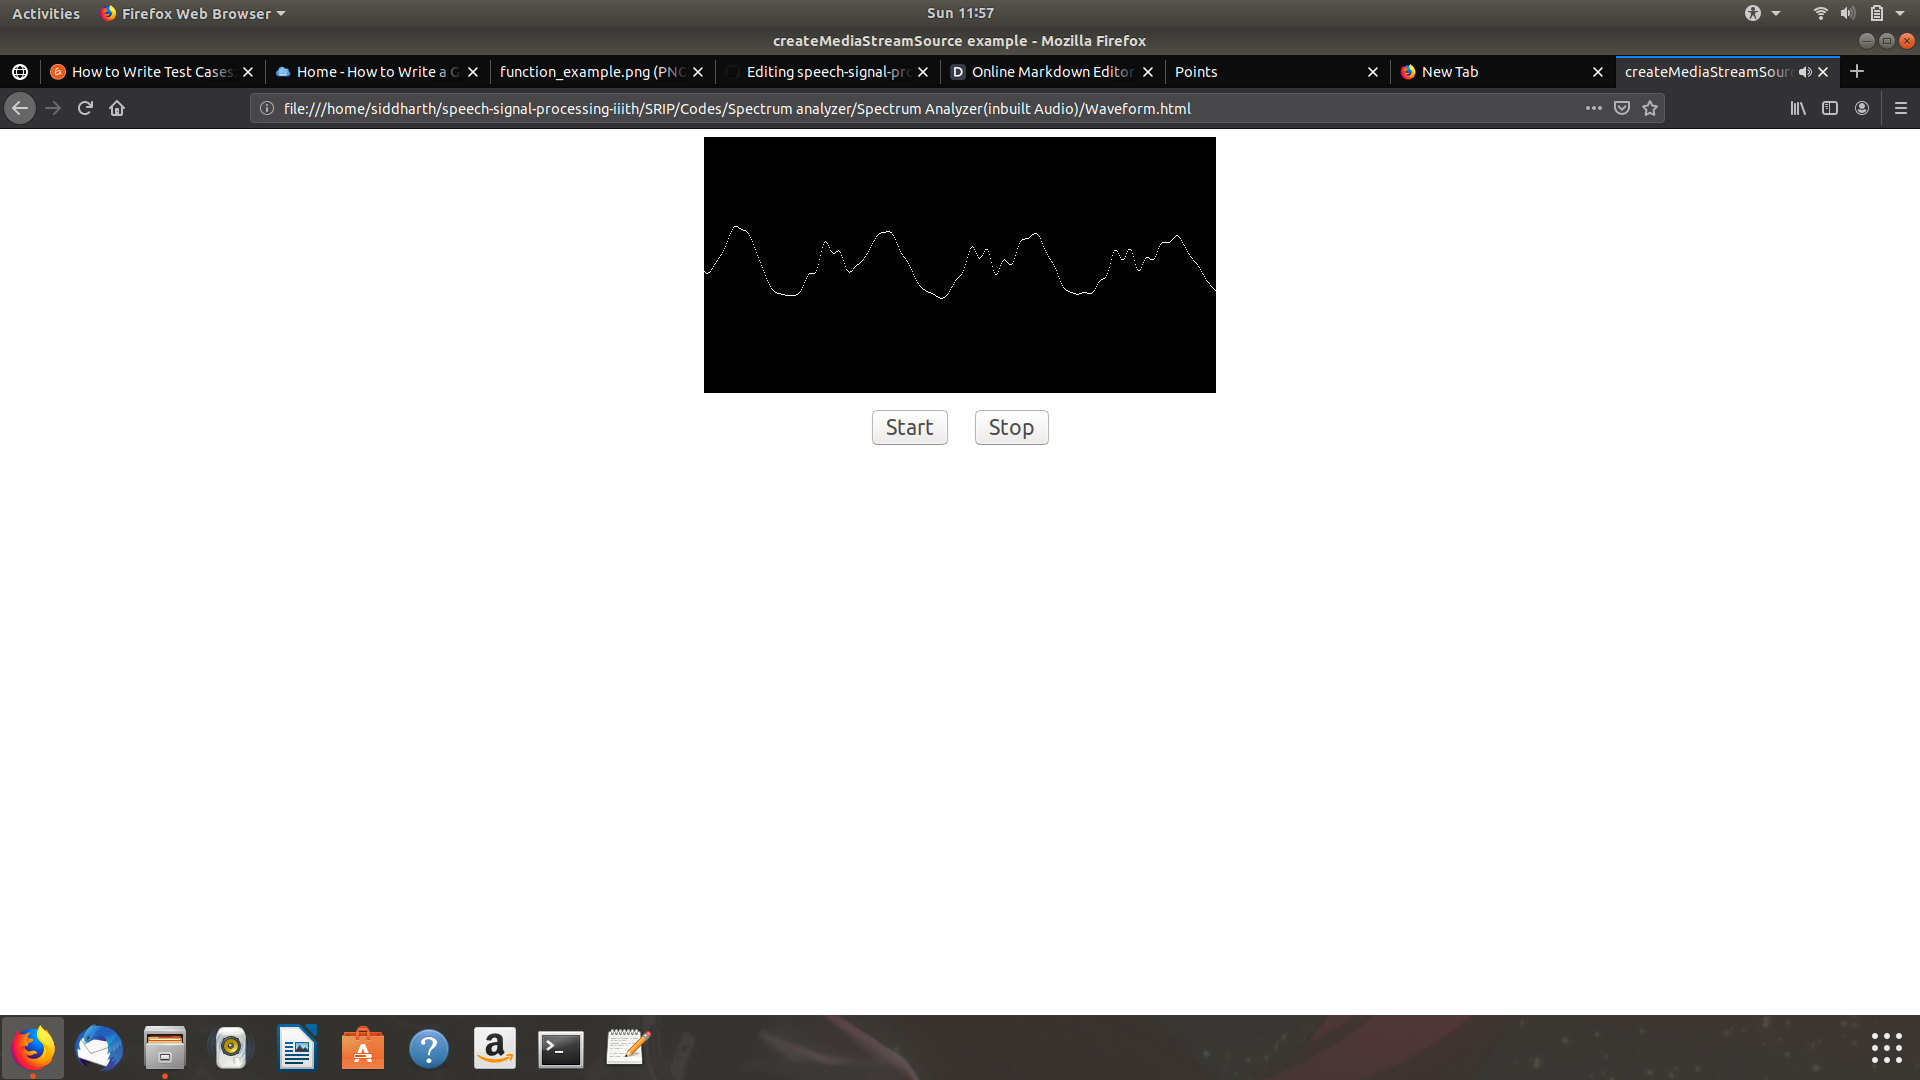 Activities Firefox Web Browser Sun 11:57
createMediaStreamSource example - Mozilla Firefox
How to Write Test Cases Home - How to Write a G function_example.png (PNG Editing speech-signal-pro Online Markdown Editor Points New Tab createMediaStreamSour
file:///home/siddharth/speech-signal-processing-iiith/SRIP/Codes/Spectrum analyzer/Spectrum Analyzer(inbuilt Audio)/Waveform.html
Start Stop